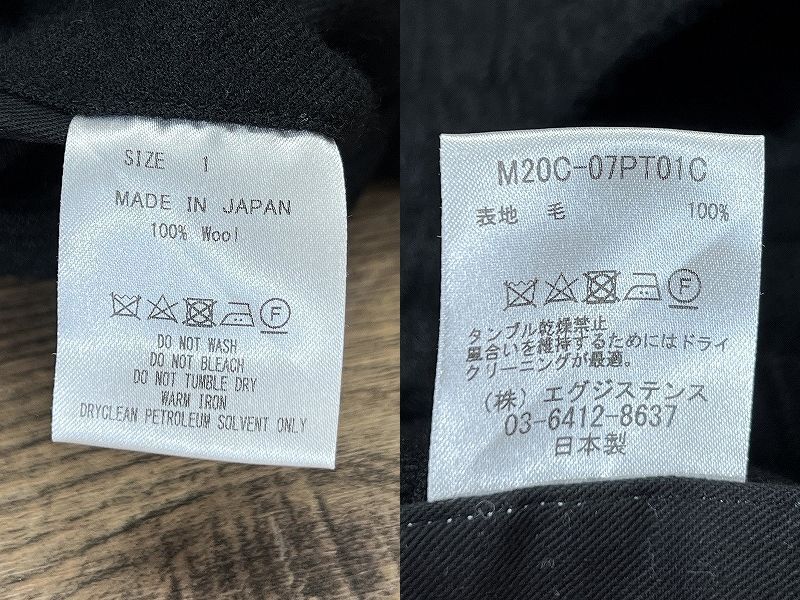 SIZE 1
MADE IN JAPAN
100% Wool
F
DO NOT WASH
DO NOT BLEACH
DO NOT TUMBLE DRY
WARM IRON
DRYCLEAN PETROLEUM SOLVENT ONLY
M20C-07PT01C
表地 毛 100%
F
タンブル乾燥禁止
風合いを維持するためにはドライ
クリーニングが最適。
(株) エグジステンス
03-6412-8637
日本製